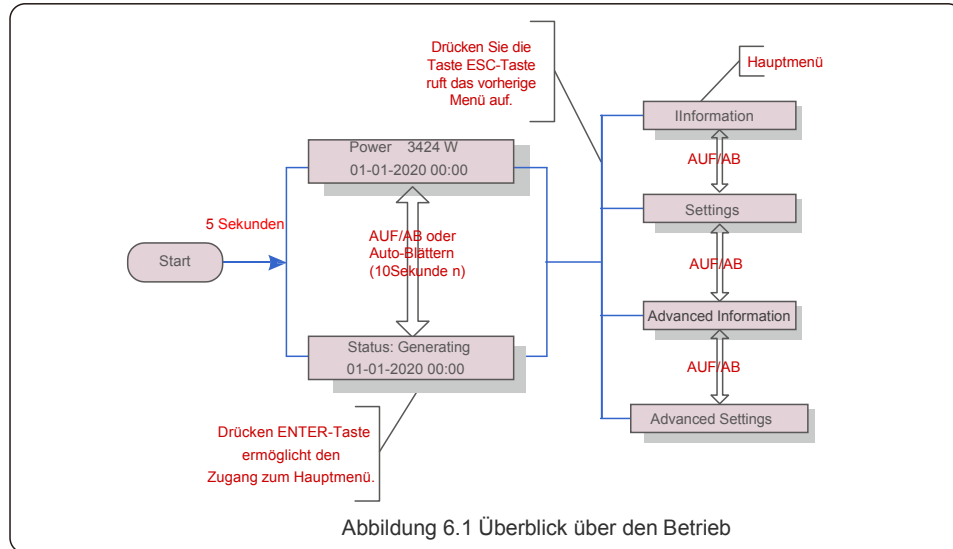 Drücken Sie die
Taste ESC-Taste
ruft das vorherige
Menü auf.
Hauptmenü
IInformation
AUF/AB
Settings
AUF/AB
Advanced Information
AUF/AB
Advanced Settings
Power 3424 W
01-01-2020 00:00
5 Sekunden
Start
AUF/AB oder
Auto-Blättern
(10Sekunde n)
Status: Generating
01-01-2020 00:00
Drücken ENTER-Taste
ermöglicht den
Zugang zum Hauptmenü.
Abbildung 6.1 Überblick über den Betrieb